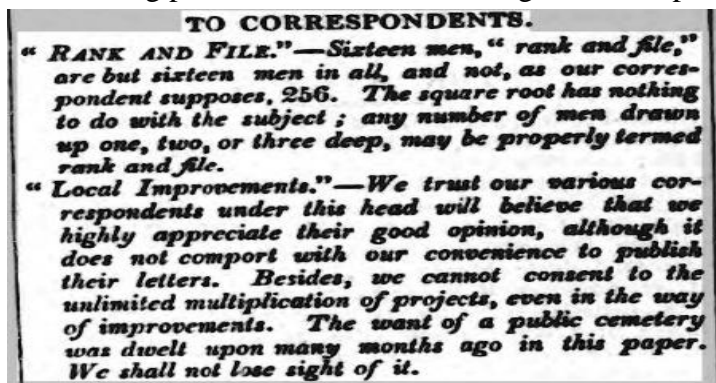 TO CORRESPONDENTS.
“ RANK AND FILE.”—Sixteen men, “ rank and file,”
are but sixteen men in all, and not, as our corres-
pondent supposes, 256. The square root has nothing
to do with the subject ; any number of men drawn
up one, two, or three deep, may be properly termed
rank and file.
“ Local Improvements.”—We trust our various cor-
respondents under this head will believe that we
highly appreciate their good opinion, although it
does not comport with our convenience to publish
their letters. Besides, we cannot consent to the
unlimited multiplication of projects, even in the way
of improvements. The want of a public cemetery
was dwelt upon many months ago in this paper.
We shall not lose sight of it.